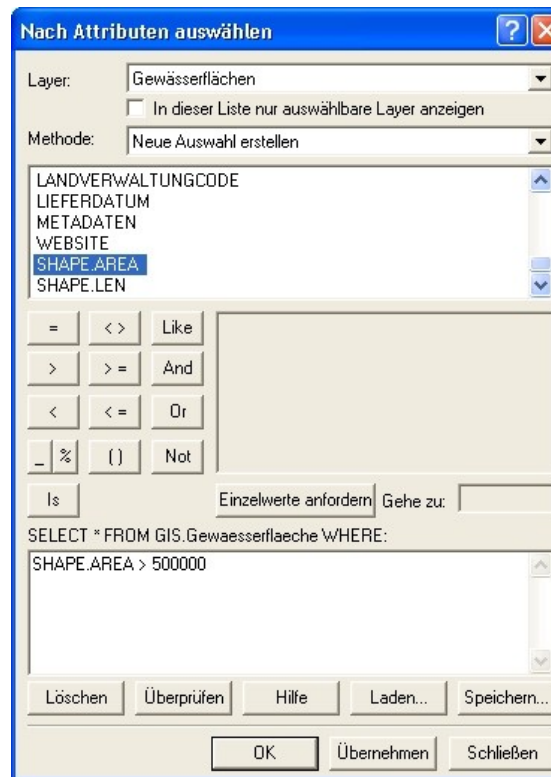 Nach Attributen auswählen
Layer: Gewässerflächen
In dieser Liste nur auswählbare Layer anzeigen
Methode: Neue Auswahl erstellen
LANDVERWALTUNGCODE
LIEFERDATUM
METADATEN
WEBSITE
SHAPE.AREA
SHAPE.LEN
= < > Like
> > = And
< < = Or
_ % () Not
Is Einzelwerte anfordern Gehe zu:
SELECT * FROM GIS.Gewaesserflaeche WHERE:
SHAPE.AREA > 500000
Löschen Überprüfen Hilfe Laden... Speichern...
OK Übernehmen Schließen